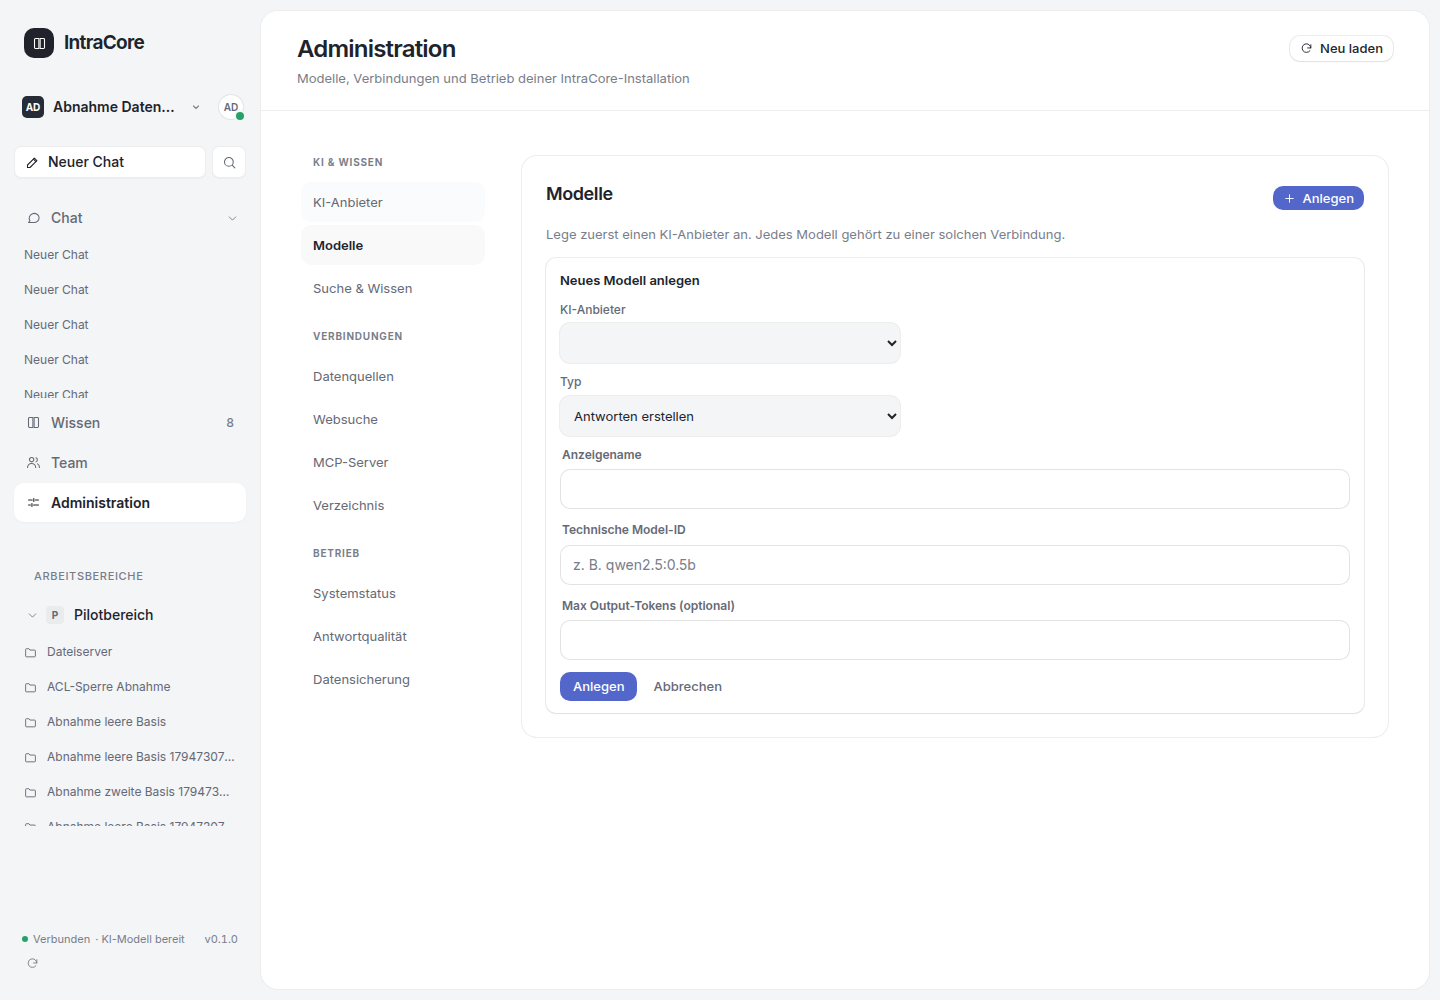 IntraCore
AD Abnahme Daten... AD
Neuer Chat
Chat
Neuer Chat
Neuer Chat
Neuer Chat
Neuer Chat
Neuer Chat
Wissen 8
Team
Administration
ARBEITSBEREICHE
P Pilotbereich
Dateiserver
ACL-Sperre Abnahme
Abnahme leere Basis
Abnahme leere Basis 17947307...
Abnahme zweite Basis 179473...
Abnahme leere Basis 17947307...
Verbunden · KI-Modell bereit v0.1.0
Administration
Modelle, Verbindungen und Betrieb deiner IntraCore-Installation
Neu laden
KI & WISSEN
KI-Anbieter
Modelle
Suche & Wissen
VERBINDUNGEN
Datenquellen
Websuche
MCP-Server
Verzeichnis
BETRIEB
Systemstatus
Antwortqualität
Datensicherung
Modelle
+ Anlegen
Lege zuerst einen KI-Anbieter an. Jedes Modell gehört zu einer solchen Verbindung.
Neues Modell anlegen
KI-Anbieter
Typ
Antworten erstellen
Anzeigename
Technische Model-ID
z. B. qwen2.5:0.5b
Max Output-Tokens (optional)
Anlegen Abbrechen